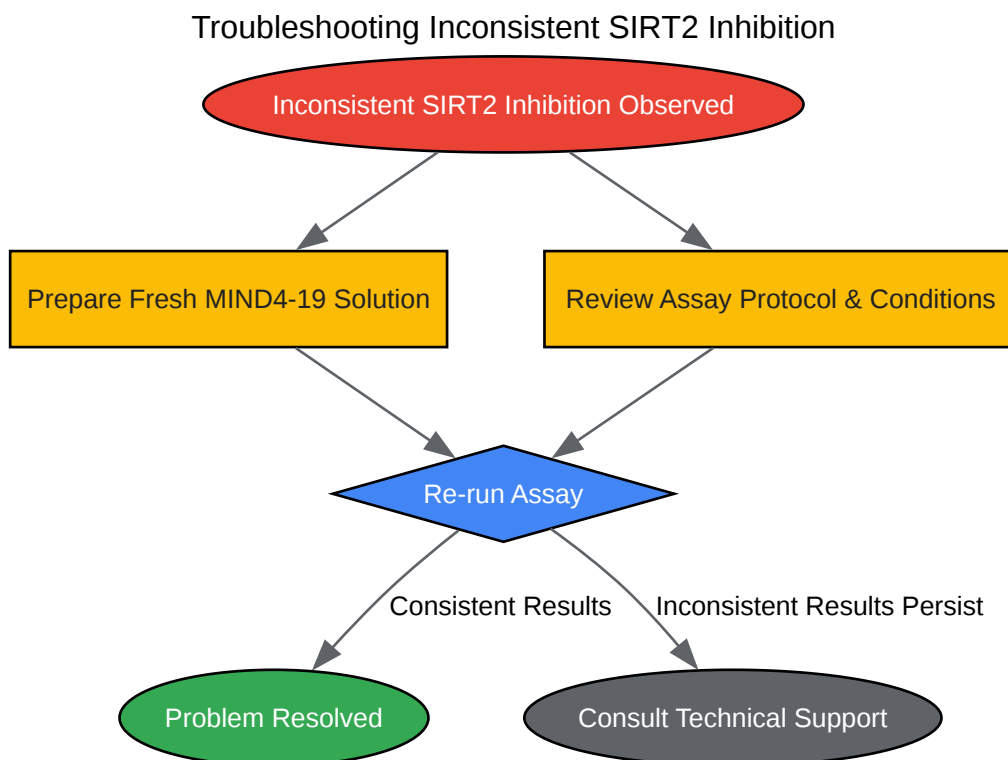 Troubleshooting Inconsistent SIRT2 Inhibition
Inconsistent SIRT2 Inhibition Observed
Prepare Fresh MIND4-19 Solution
Review Assay Protocol & Conditions
Re-run Assay
Consistent Results
Inconsistent Results Persist
Problem Resolved
Consult Technical Support